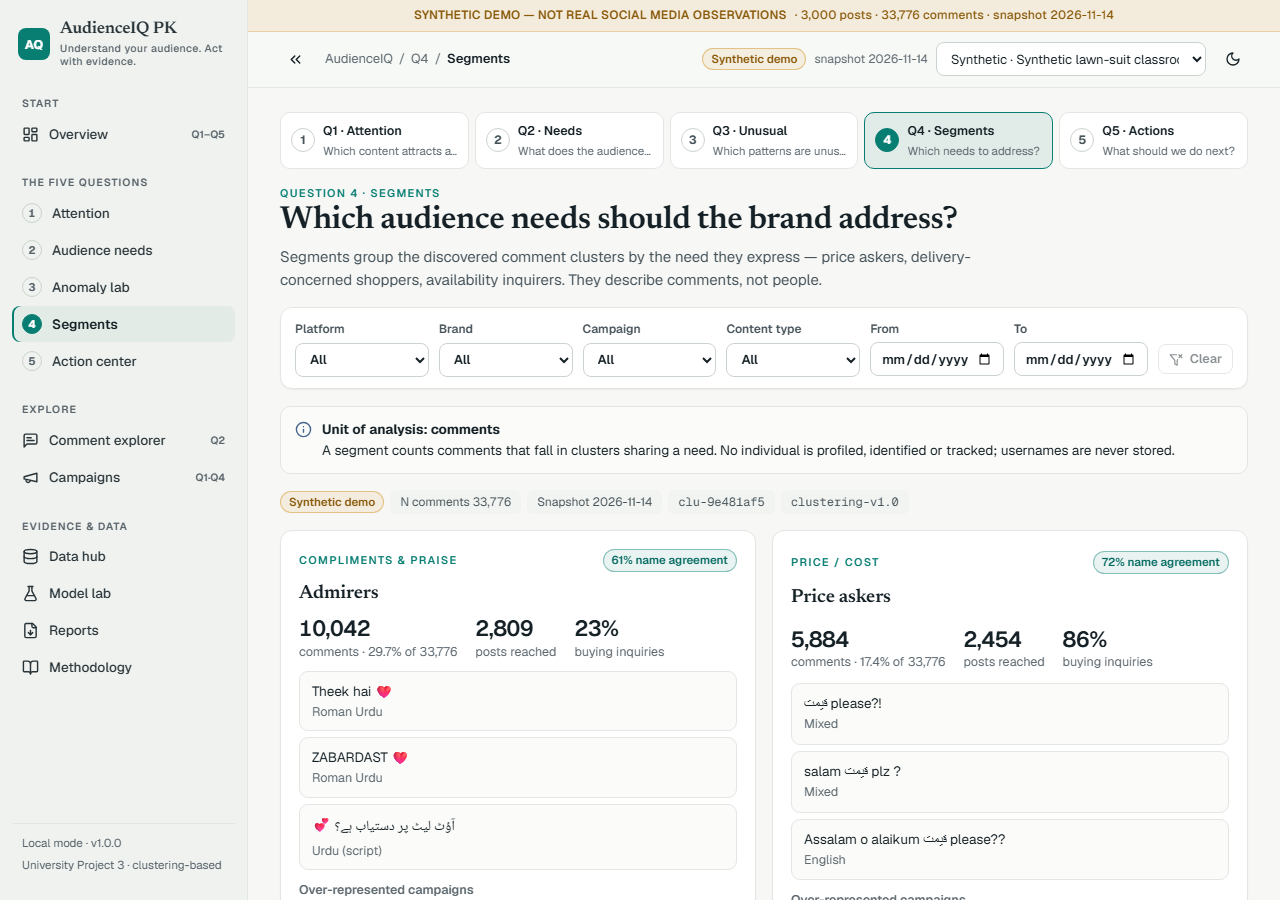 SYNTHETIC DEMO — NOT REAL SOCIAL MEDIA OBSERVATIONS · 3,000 posts · 33,776 comments · snapshot 2026-11-14
AQ
AudienceIQ PK
Understand your audience. Act
with evidence.
START
Overview Q1–Q5
THE FIVE QUESTIONS
1 Attention
2 Audience needs
3 Anomaly lab
4 Segments
5 Action center
EXPLORE
Comment explorer Q2
Campaigns Q1-Q4
EVIDENCE & DATA
Data hub
Model lab
Reports
Methodology
Local mode · v1.0.0
University Project 3 · clustering-based
« AudienceIQ / Q4 / Segments
Synthetic demo snapshot 2026-11-14 Synthetic · Synthetic lawn-suit classroo
1 Q1 · Attention
Which content attracts a…
2 Q2 · Needs
What does the audience…
3 Q3 · Unusual
Which patterns are unus…
4 Q4 · Segments
Which needs to address?
5 Q5 · Actions
What should we do next?
QUESTION 4 · SEGMENTS
Which audience needs should the brand address?
Segments group the discovered comment clusters by the need they express — price askers, delivery-
concerned shoppers, availability inquirers. They describe comments, not people.
Platform Brand Campaign Content type From To
All All All All mm/dd/yyyy mm/dd/yyyy Clear
Unit of analysis: comments
A segment counts comments that fall in clusters sharing a need. No individual is profiled, identified or tracked; usernames are never stored.
Synthetic demo N comments 33,776 Snapshot 2026-11-14 clu-9e481af5 clustering-v1.0
COMPLIMENTS & PRAISE 61% name agreement
Admirers
10,042 2,809 23%
comments · 29.7% of 33,776 posts reached buying inquiries
Theek hai 💖
Roman Urdu
ZABARDAST 💖
Roman Urdu
آؤٹ لیٹ پر دستیاب ہے؟ 💕
Urdu (script)
Over-represented campaigns
PRICE / COST 72% name agreement
Price askers
5,884 2,454 86%
comments · 17.4% of 33,776 posts reached buying inquiries
قیمت please?!
Mixed
salam قیمت plz ?
Mixed
Assalam o alaikum قیمت please??
English
Over-represented campaigns